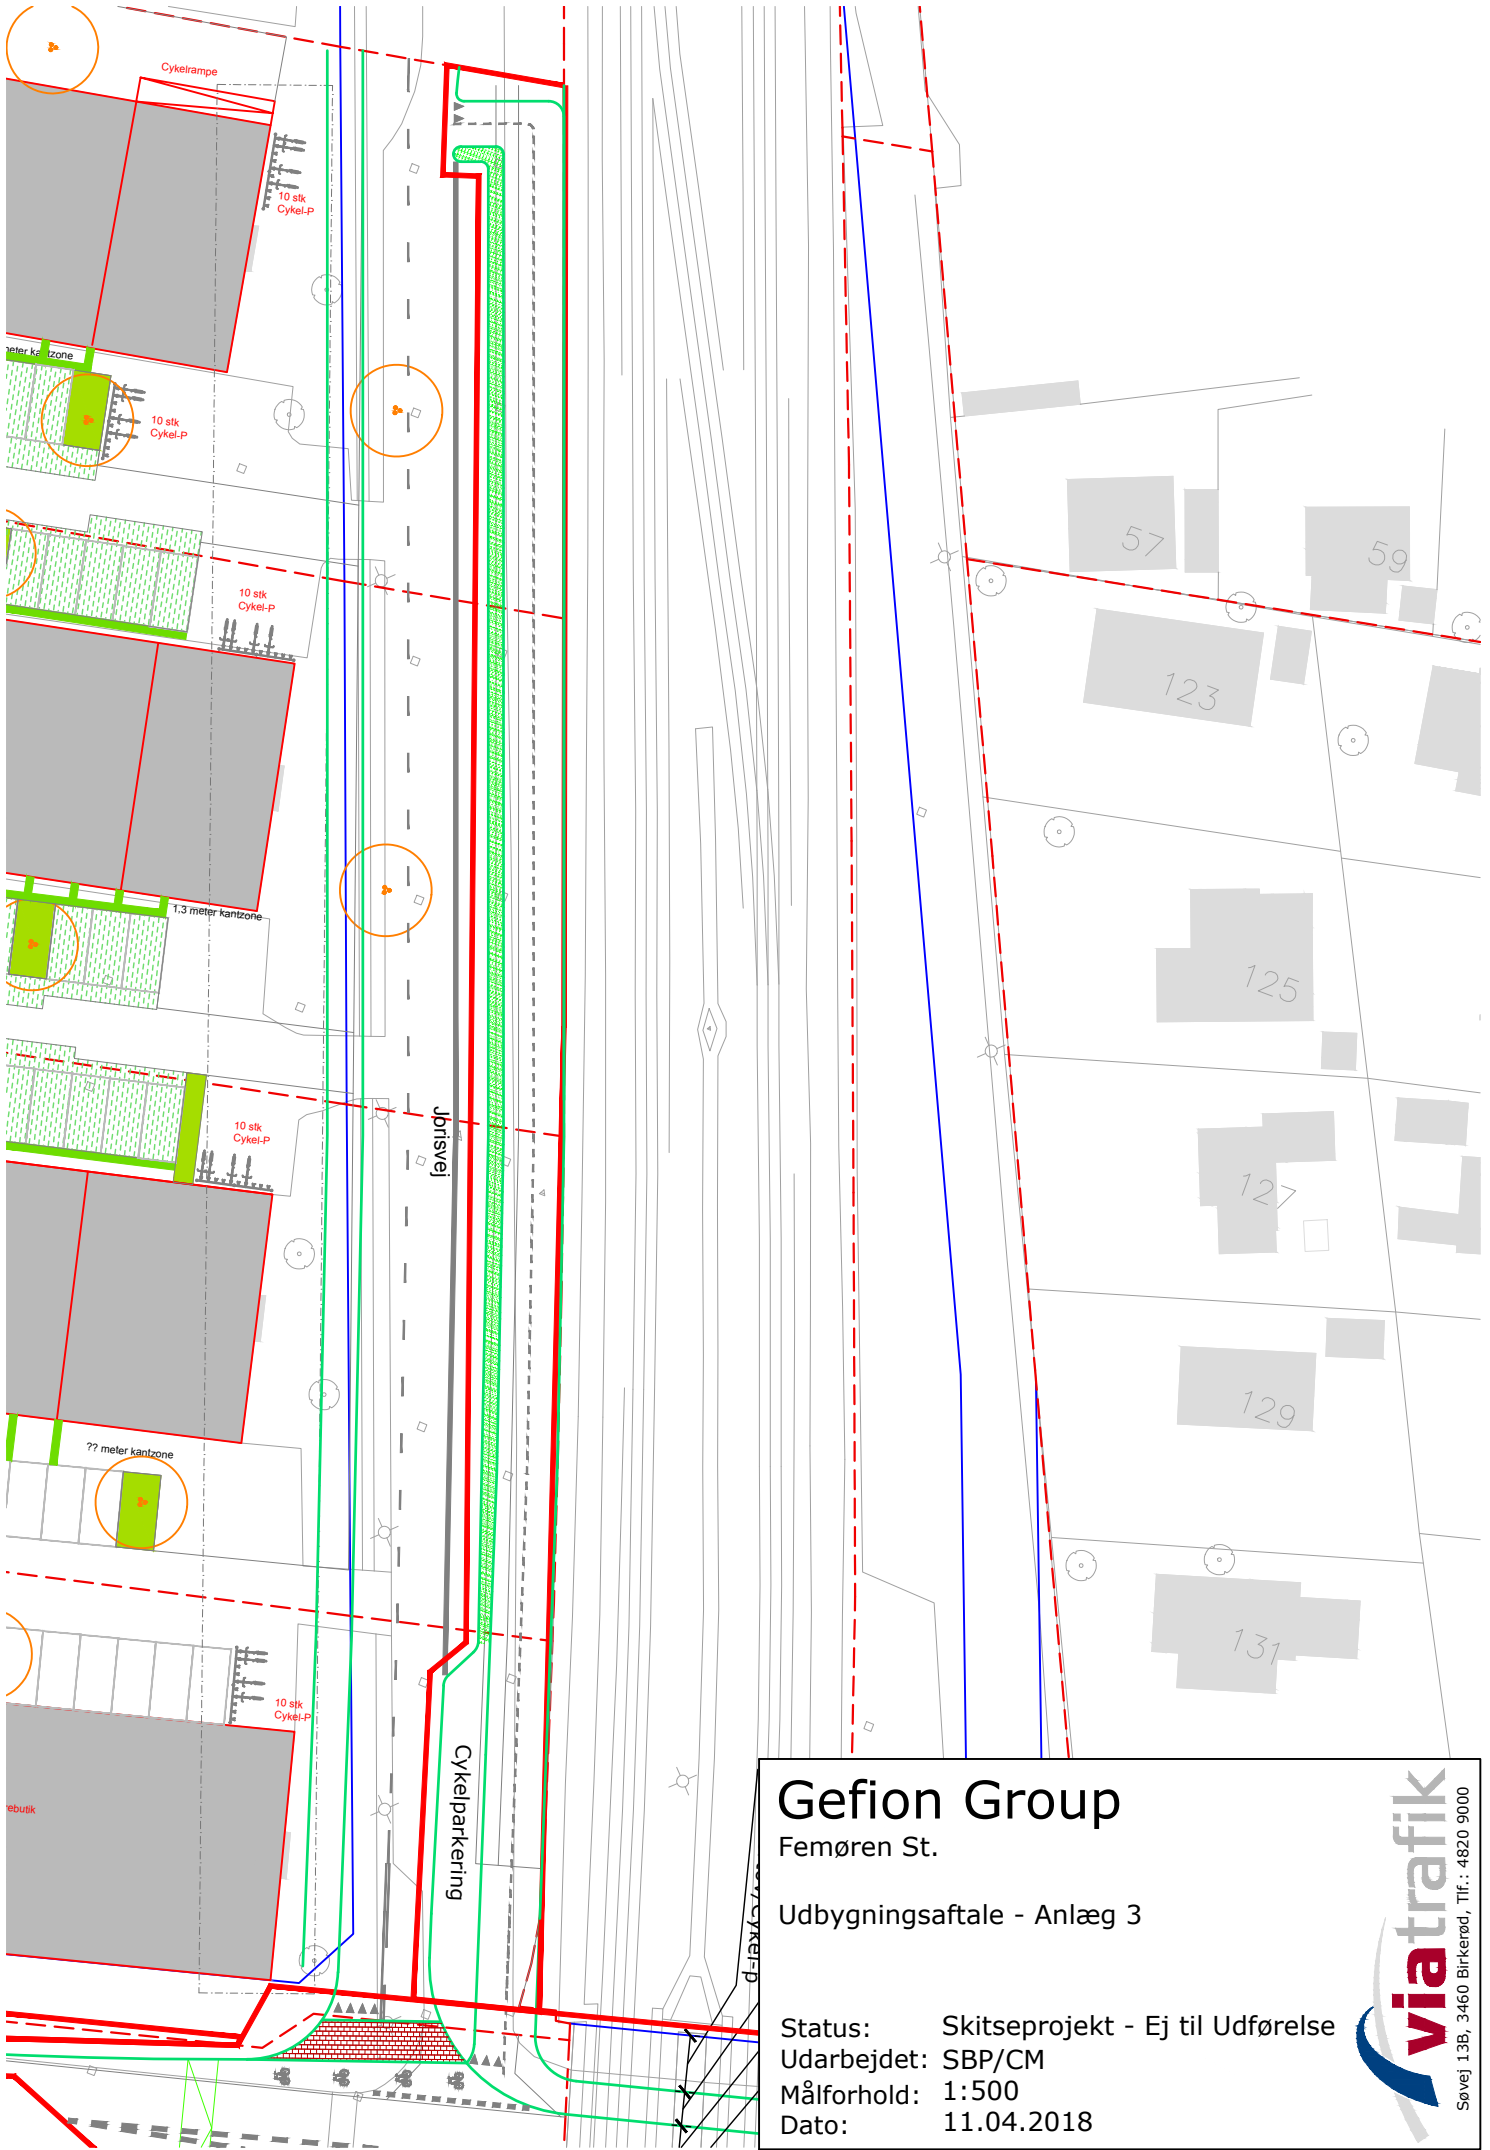 Cykelrampe
10 stk
Cykel-P
meter kantzone
10 stk
Cykel-P
57
59
10 stk
Cykel-P
123
1,3 meter kantzone
125
Jorisvej
10 stk
Cykel-P
127
?? meter kantzone
129
131
10 stk
Cykel-P
Cykelparkering
Gefion Group
Femøren St.
Udbygningsaftale - Anlæg 3
Status: Skitseprojekt - Ej til Udførelse
Udarbejdet: SBP/CM
Målforhold: 1:500
Dato: 11.04.2018
viatrafik
Søvej 13B, 3460 Birkerød, Tlf.: 4820 9000